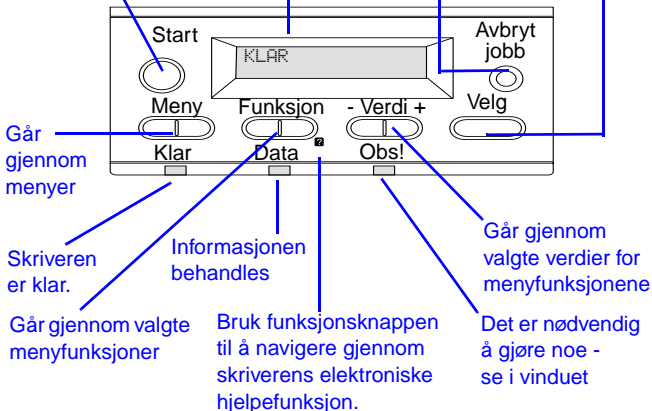 Start
Avbryt
jobb
KLAR
Meny
Funksjon
- Verdi +
Velg
?
Klar
Data
Obs!
Går
gjennom
menyer
Skriveren
er klar.
Informasjonen
behandles
Går gjennom
valgte verdier for
menyfunksjonene
Går gjennom valgte
menyfunksjoner
Bruk funksjonsknappen
til å navigere gjennom
skriverens elektroniske
hjelpefunksjon.
Det er nødvendig
å gjøre noe -
se i vinduet